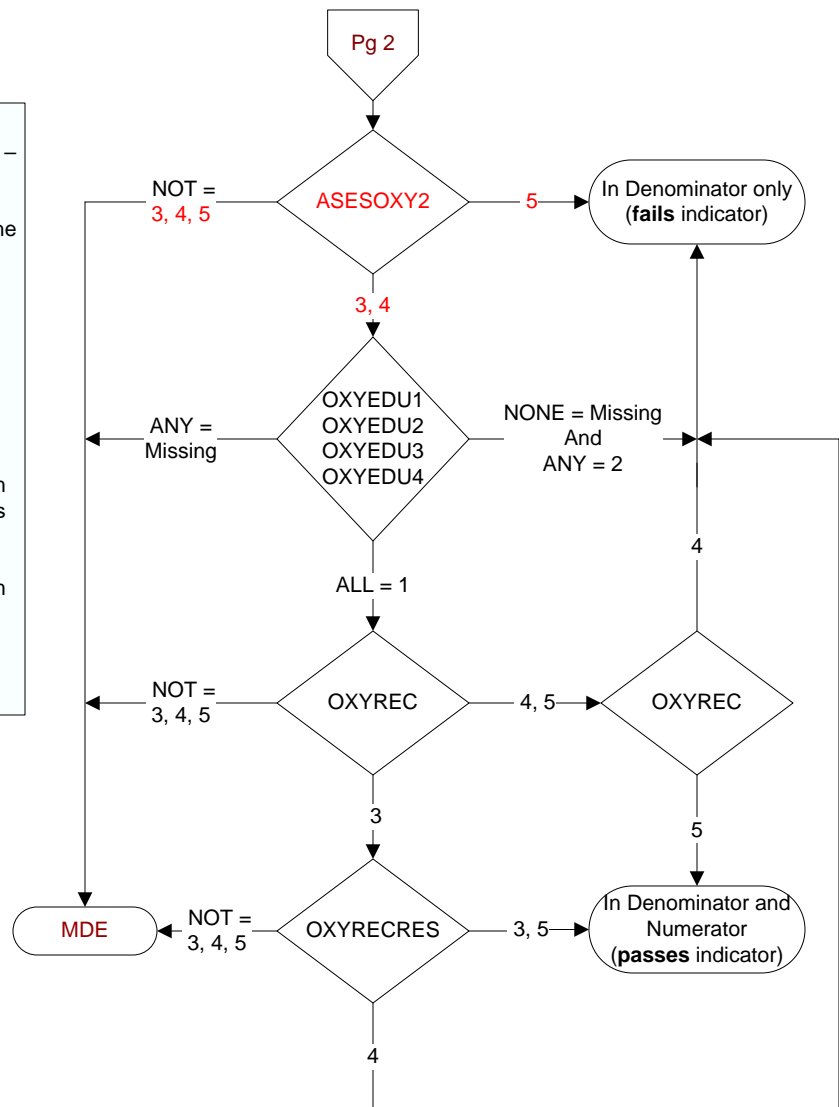 Pg 2
–
ne
n
s
n
NOT =
3, 4, 5
ASESOXY2
5
In Denominator only
(fails indicator)
3, 4
ANY =
Missing
OXYEDU1
OXYEDU2
OXYEDU3
OXYEDU4
NONE = Missing
And
ANY = 2
4
ALL = 1
NOT =
3, 4, 5
OXYREC
4, 5
OXYREC
3
5
MDE
NOT =
3, 4, 5
OXYRECRES
3, 5
In Denominator and
Numerator
(passes indicator)
4